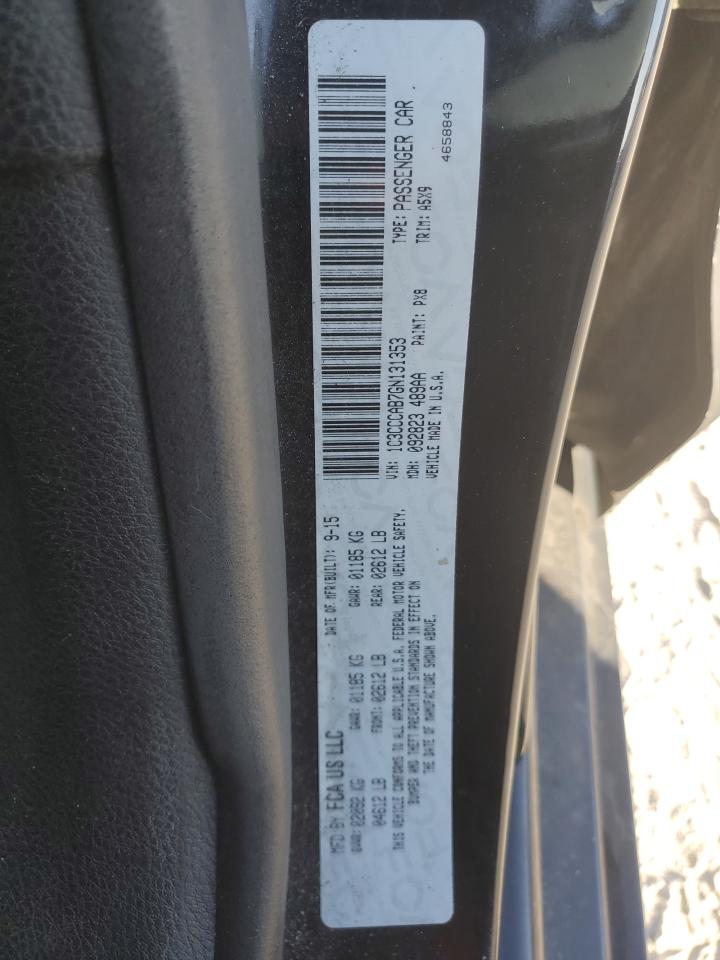 MFD BY FCA US LLC DATE OF MFR(BUILT): 9-15
GVWR: 02092 KG GAWR: 01185 KG GAWR: 01185 KG
04612 LB FRONT: 02612 LB REAR: 02612 LB
THIS VEHICLE CONFORMS TO ALL APPLICABLE U.S.A. FEDERAL MOTOR VEHICLE SAFETY,
BUMPER AND THEFT PREVENTION STANDARDS IN EFFECT ON
THE DATE OF MANUFACTURE SHOWN ABOVE.
VIN: 1C3CCCAB7GN131353 TYPE: PASSENGER CAR
MDH: 092823 489AA PAINT: PX8 TRIM: A5X9
VEHICLE MADE IN U.S.A.
4658843